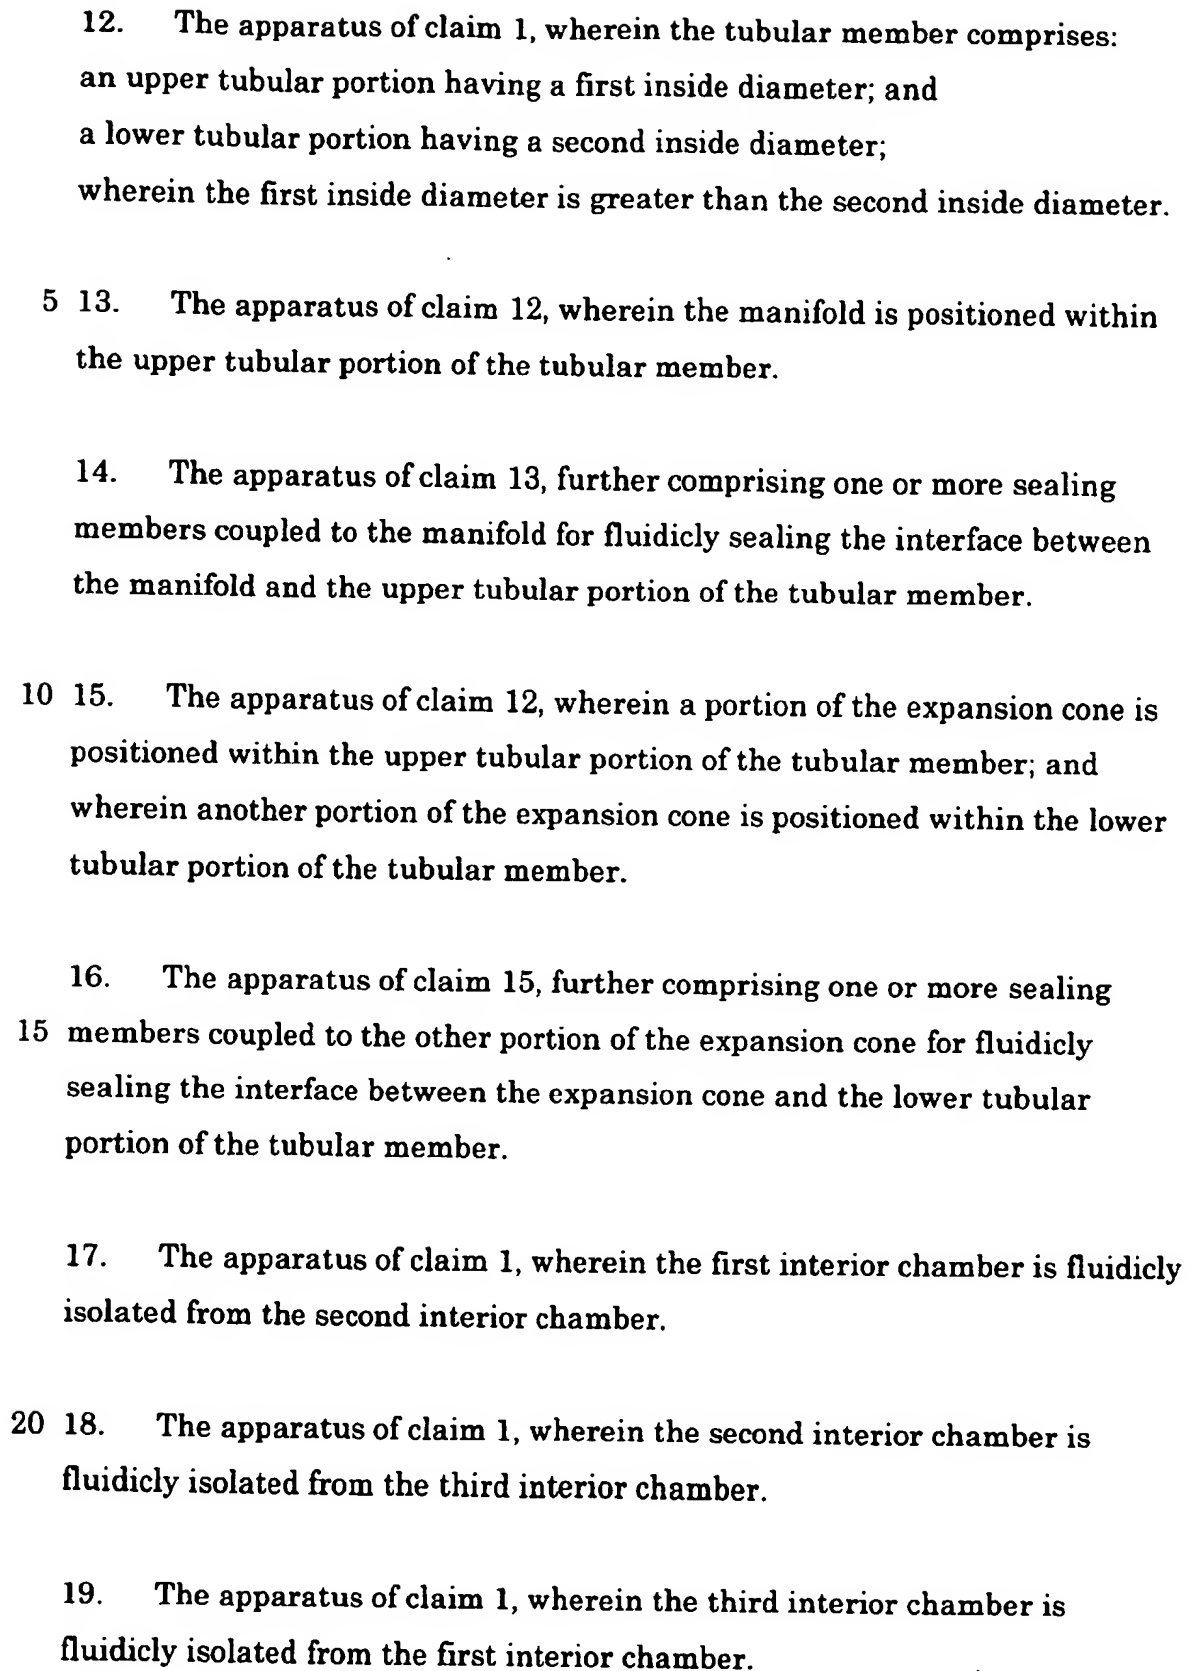 12. The apparatus of claim 1, wherein the tubular member comprises:
an upper tubular portion having a first inside diameter; and
a lower tubular portion having a second inside diameter;
wherein the first inside diameter is greater than the second inside diameter.
5 13. The apparatus of claim 12, wherein the manifold is positioned within
the upper tubular portion of the tubular member.
14. The apparatus of claim 13, further comprising one or more sealing
members coupled to the manifold for fluidicly sealing the interface between
the manifold and the upper tubular portion of the tubular member.
10 15. The apparatus of claim 12, wherein a portion of the expansion cone is
positioned within the upper tubular portion of the tubular member; and
wherein another portion of the expansion cone is positioned within the lower
tubular portion of the tubular member.
16. The apparatus of claim 15, further comprising one or more sealing
15 members coupled to the other portion of the expansion cone for fluidicly
sealing the interface between the expansion cone and the lower tubular
portion of the tubular member.
17. The apparatus of claim 1, wherein the first interior chamber is fluidicly
isolated from the second interior chamber.
20 18. The apparatus of claim 1, wherein the second interior chamber is
fluidicly isolated from the third interior chamber.
19. The apparatus of claim 1, wherein the third interior chamber is
fluidicly isolated from the first interior chamber.